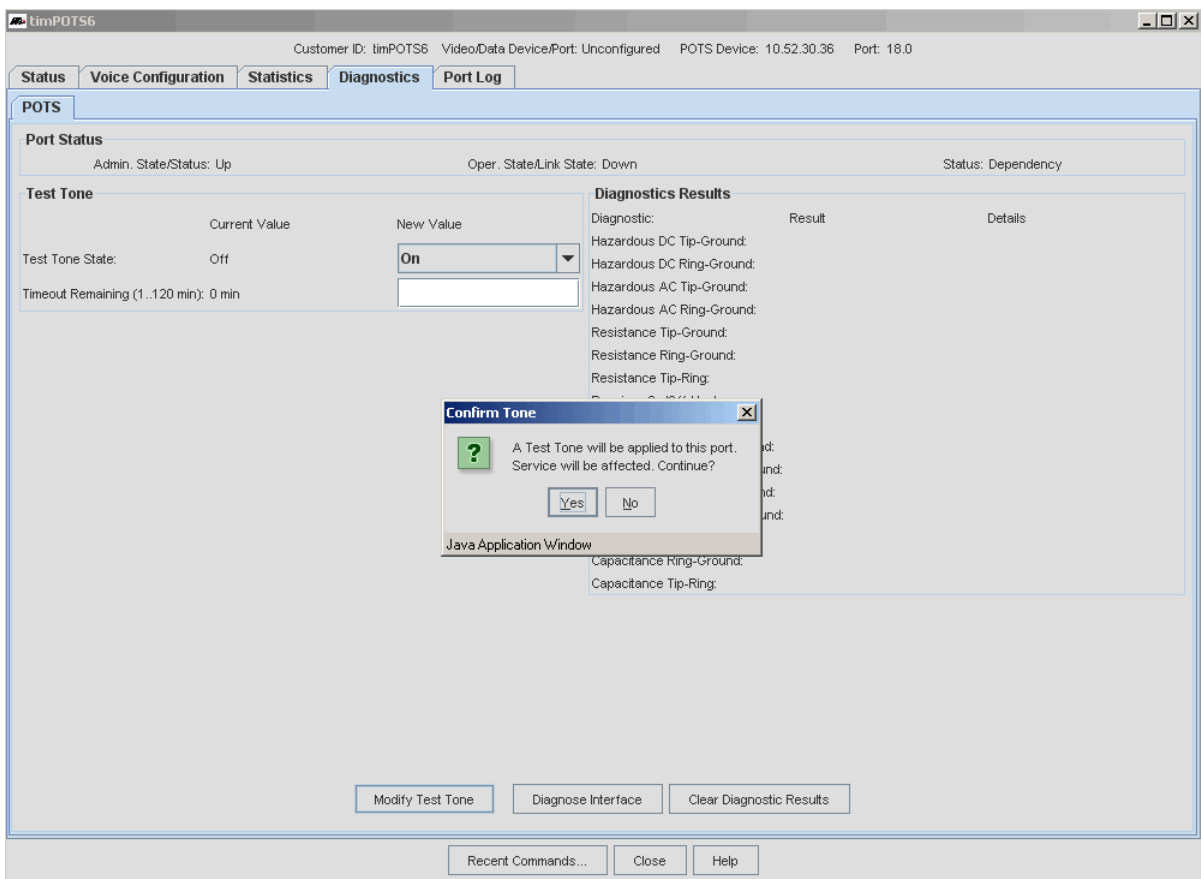 timPOTS6
Customer ID: timPOTS6 Video/Data Device/Port: Unconfigured POTS Device: 10.52.30.36 Port: 18.0
Status Voice Configuration Statistics Diagnostics Port Log
POTS
Port Status
Admin. State/Status: Up Oper. State/Link State: Down Status: Dependency
Test Tone
Current Value New Value
Test Tone State: Off On
Timeout Remaining (1..120 min): 0 min
Diagnostics Results
Diagnostic: Result Details
Hazardous DC Tip-Ground:
Hazardous DC Ring-Ground:
Hazardous AC Tip-Ground:
Hazardous AC Ring-Ground:
Resistance Tip-Ground:
Resistance Ring-Ground:
Resistance Tip-Ring:
Confirm Tone
A Test Tone will be applied to this port.
Service will be affected. Continue?
Yes No
Java Application Window
nd:
und:
nd:
und:
Capacitance Ring-Ground:
Capacitance Tip-Ring:
Modify Test Tone Diagnose Interface Clear Diagnostic Results
Recent Commands... Close Help